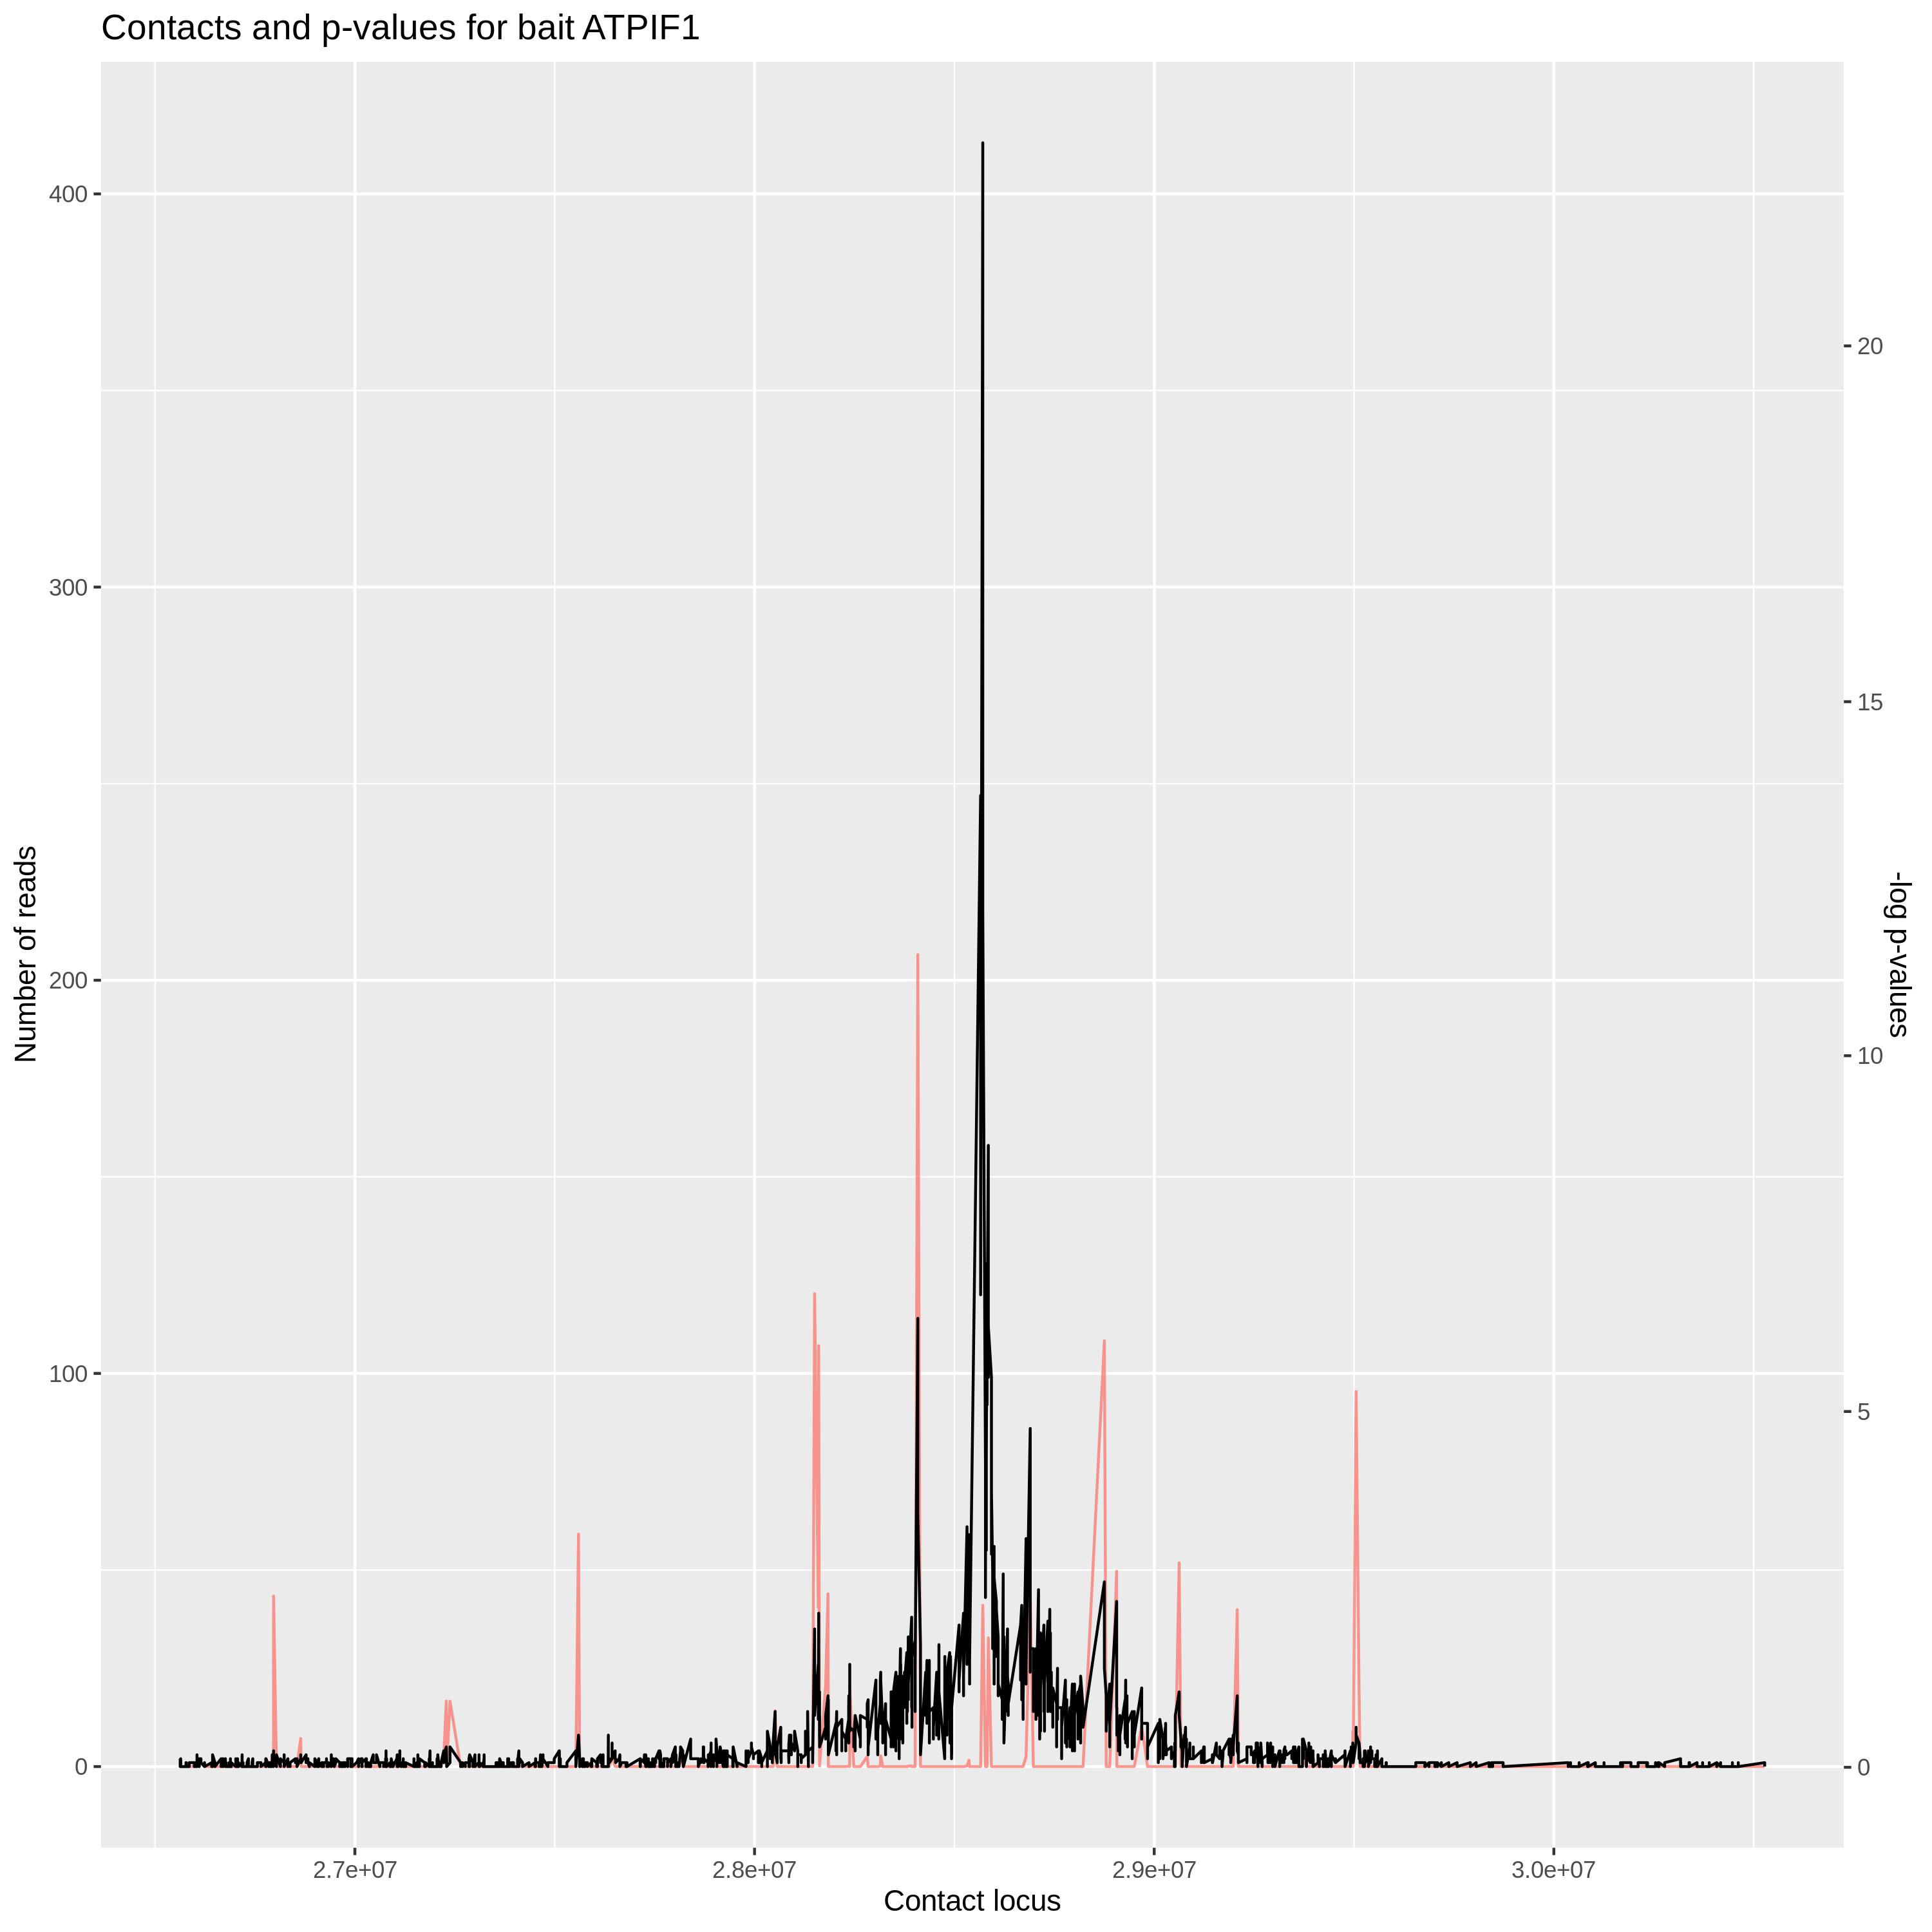 Contacts and p-values for bait ATPIF1
400
300
200
100
0
Number of reads
20
15
10
5
0
-log p-values
2.7e+07
2.8e+07
2.9e+07
3.0e+07
Contact locus